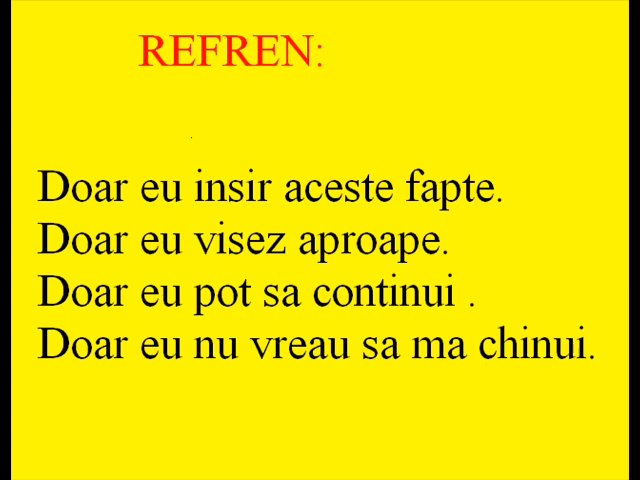 REFREN:
Doar eu insir aceste fapte.
Doar eu visez aproape.
Doar eu pot sa continui .
Doar eu nu vreau sa ma chinui.